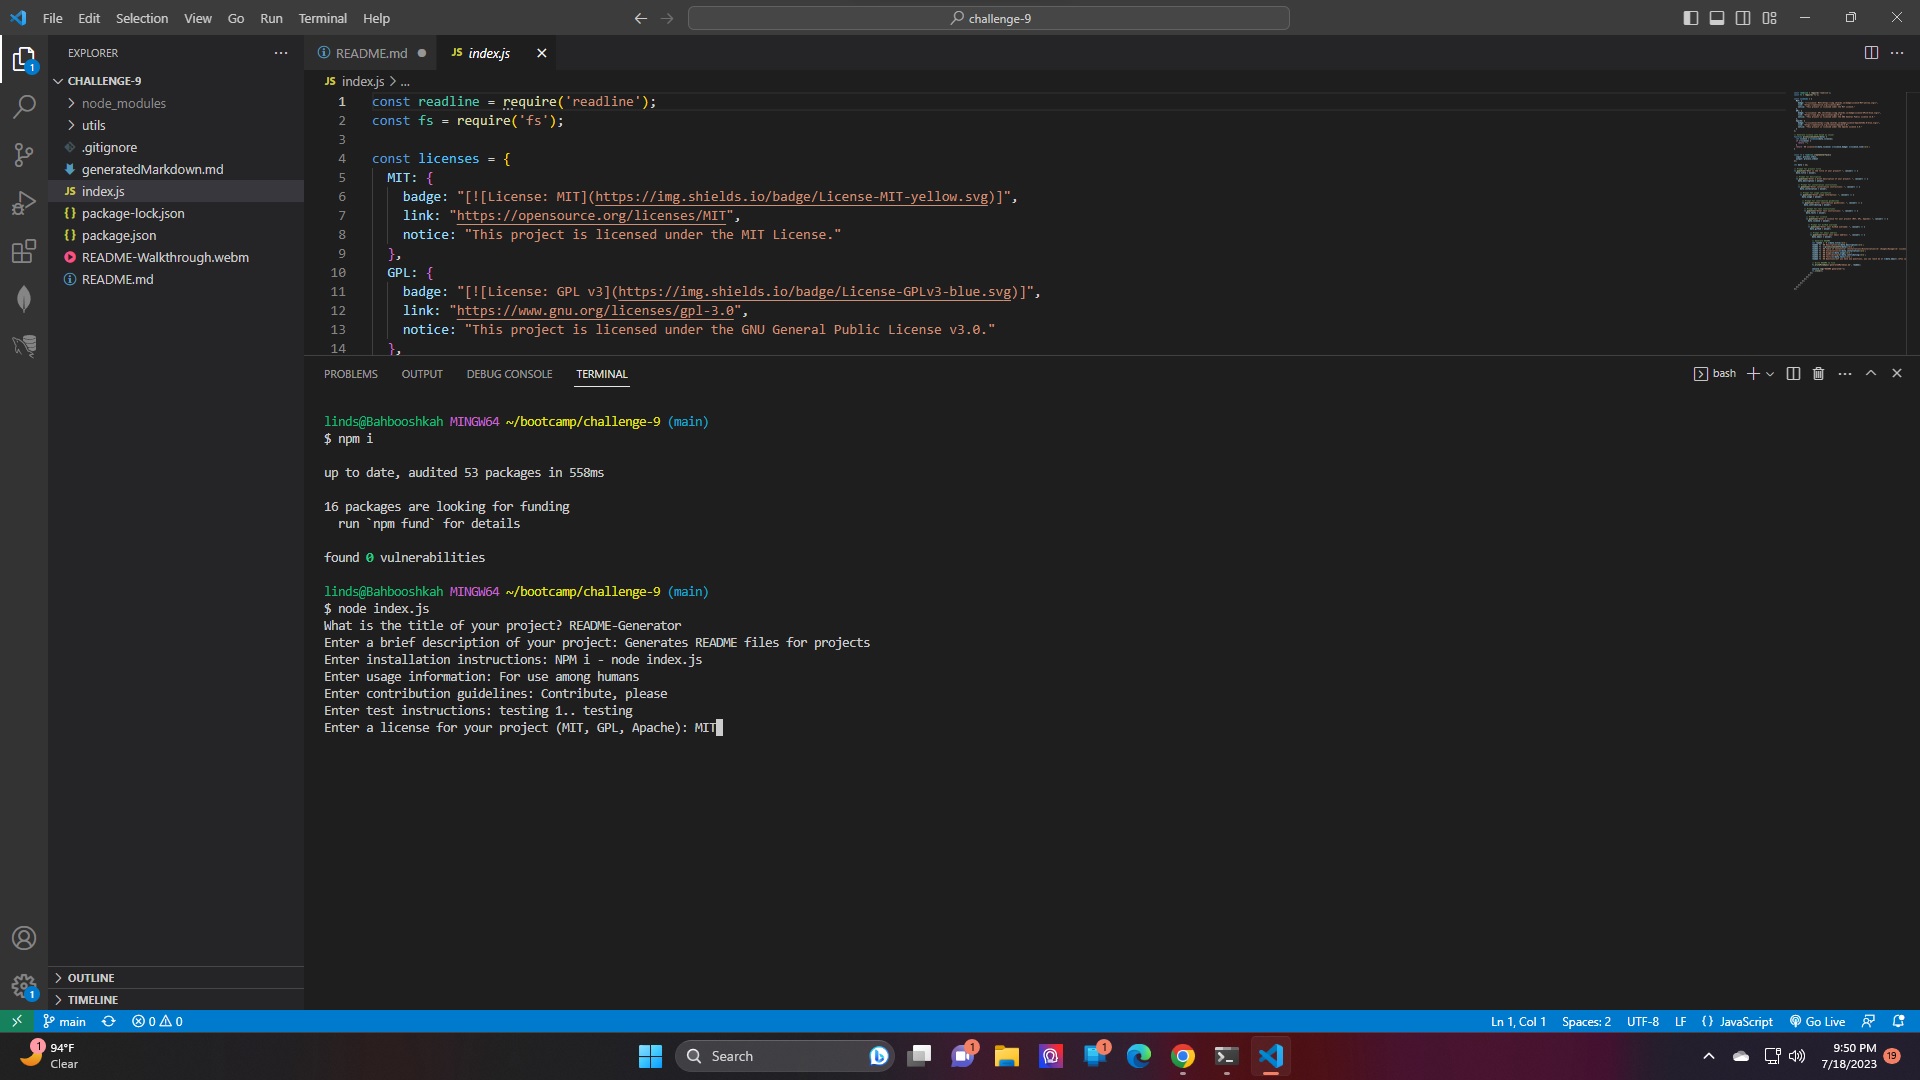 File Edit Selection View Go Run Terminal Help
challenge-9
EXPLORER
CHALLENGE-9
node_modules
utils
.gitignore
generatedMarkdown.md
JS index.js
{} package-lock.json
{} package.json
README-Walkthrough.webm
README.md
OUTLINE
TIMELINE
README.md
JS index.js
JS index.js > ...
1 const readline = require('readline');
2 const fs = require('fs');
3
4 const licenses = {
5 MIT: {
6 badge: "[![License: MIT](https://img.shields.io/badge/License-MIT-yellow.svg)]",
7 link: "https://opensource.org/licenses/MIT",
8 notice: "This project is licensed under the MIT License."
9 },
10 GPL: {
11 badge: "[![License: GPL v3](https://img.shields.io/badge/License-GPLv3-blue.svg)]",
12 link: "https://www.gnu.org/licenses/gpl-3.0",
13 notice: "This project is licensed under the GNU General Public License v3.0."
14 },
PROBLEMS OUTPUT DEBUG CONSOLE TERMINAL
bash
linds@Bahbooshkah MINGW64 ~/bootcamp/challenge-9 (main)
$ npm i
up to date, audited 53 packages in 558ms
16 packages are looking for funding
run `npm fund` for details
found 0 vulnerabilities
linds@Bahbooshkah MINGW64 ~/bootcamp/challenge-9 (main)
$ node index.js
What is the title of your project? README-Generator
Enter a brief description of your project: Generates README files for projects
Enter installation instructions: NPM i - node index.js
Enter usage information: For use among humans
Enter contribution guidelines: Contribute, please
Enter test instructions: testing 1.. testing
Enter a license for your project (MIT, GPL, Apache): MIT
1
1
main 0 0
Ln 1, Col 1 Spaces: 2 UTF-8 LF {} JavaScript Go Live
1
94°F
Clear
Search
1
1
9:50 PM
7/18/2023
19